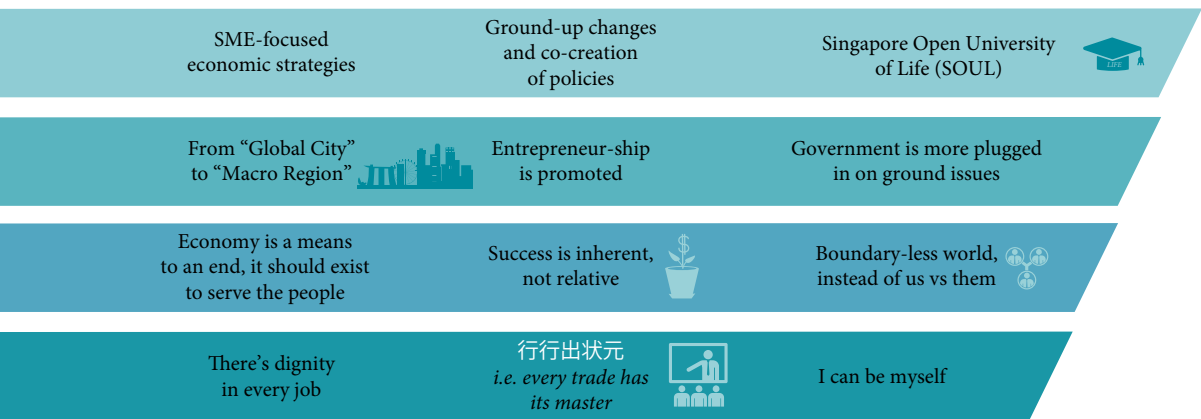 SME-focused
economic strategies
Ground-up changes
and co-creation
of policies
Singapore Open University
of Life (SOUL)
LIFE
From “Global City”
to “Macro Region”
Entrepreneur-ship
is promoted
Government is more plugged
in on ground issues
Economy is a means
to an end, it should exist
to serve the people
Success is inherent,
not relative
$
Boundary-less world,
instead of us vs them
There’s dignity
in every job
行行出状元
i.e. every trade has
its master
I can be myself